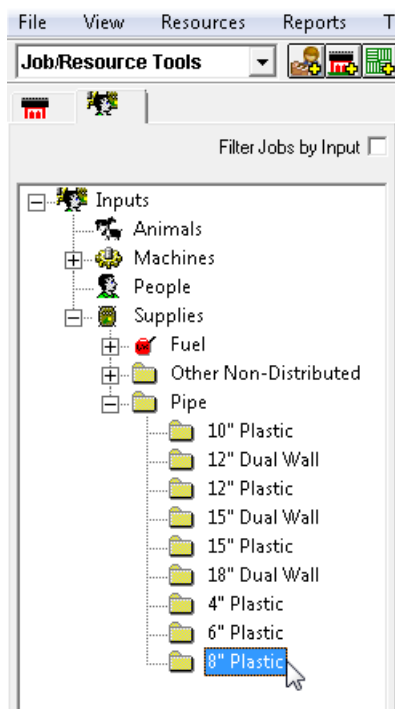 File View Resources Reports T
Job/Resource Tools
Filter Jobs by Input
Inputs
Animals
Machines
People
Supplies
Fuel
Other Non-Distributed
Pipe
10" Plastic
12" Dual Wall
12" Plastic
15" Dual Wall
15" Plastic
18" Dual Wall
4" Plastic
6" Plastic
8" Plastic